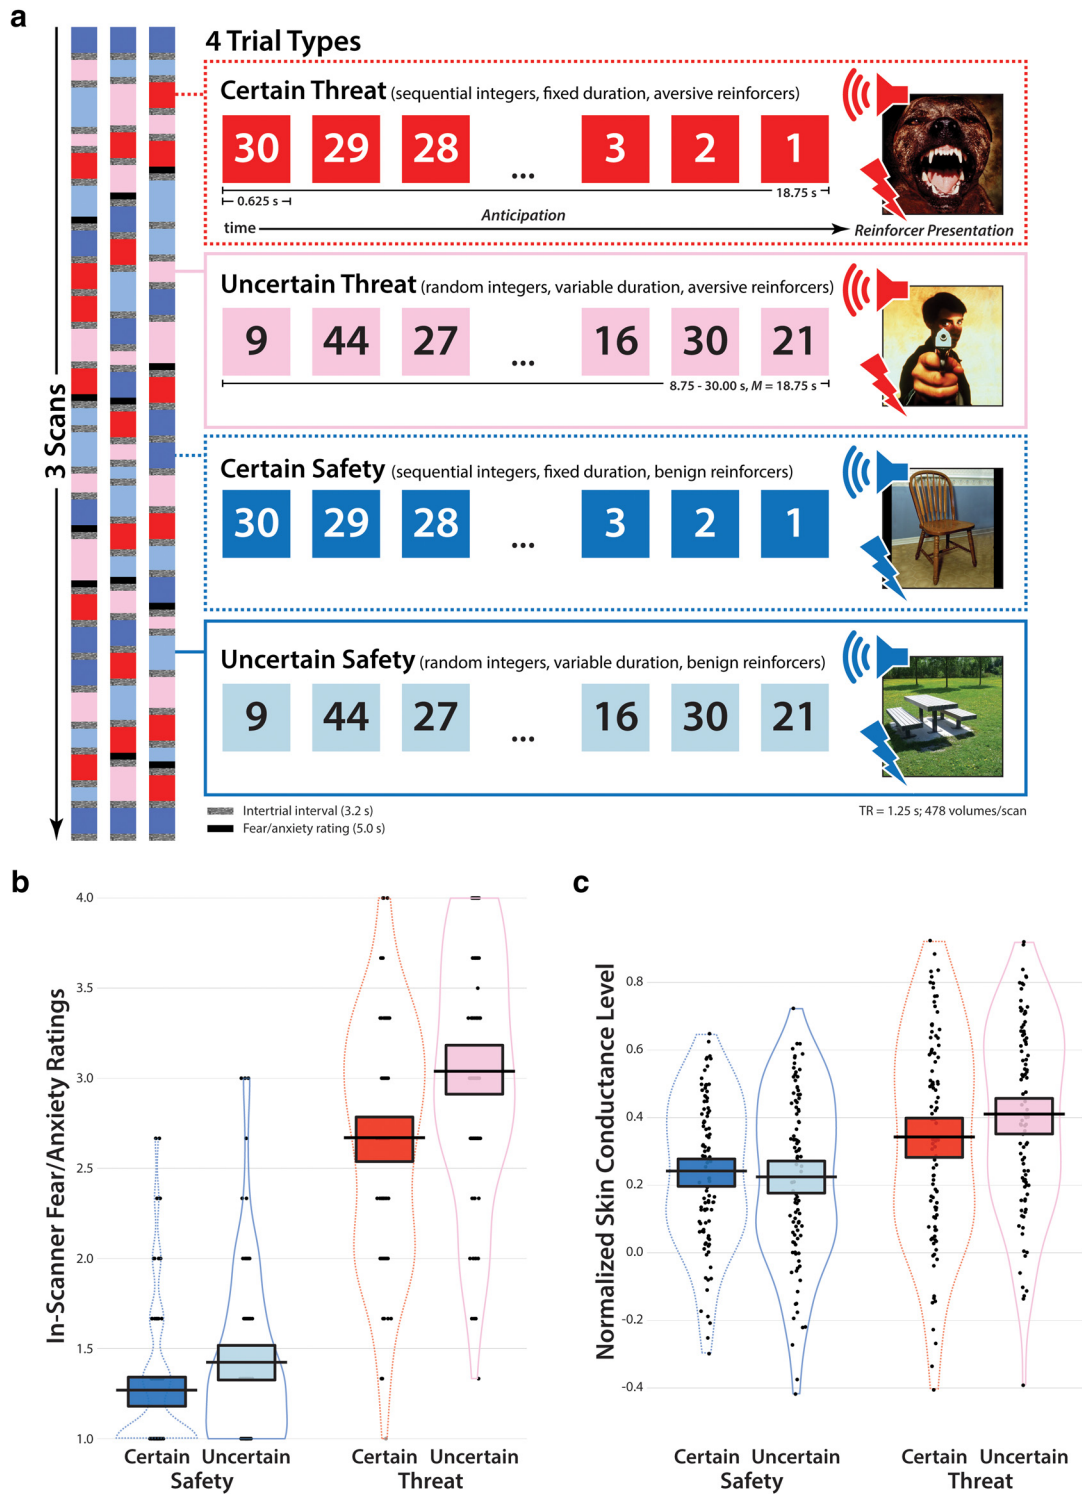 a
4 Trial Types
3 Scans
Certain Threat (sequential integers, fixed duration, aversive reinforcers)
30 29 28 ... 3 2 1
0.625 s
18.75 s
Anticipation
time
Reinforcer Presentation
Uncertain Threat (random integers, variable duration, aversive reinforcers)
9 44 27 ... 16 30 21
8.75 - 30.00 s, M = 18.75 s
Certain Safety (sequential integers, fixed duration, benign reinforcers)
30 29 28 ... 3 2 1
Uncertain Safety (random integers, variable duration, benign reinforcers)
9 44 27 ... 16 30 21
Intertrial interval (3.2 s)
Fear/anxiety rating (5.0 s)
TR = 1.25 s; 478 volumes/scan
b
In-Scanner Fear/Anxiety Ratings
4.0
3.5
3.0
2.5
2.0
1.5
1.0
Certain Uncertain Certain Uncertain
Safety Threat
c
Normalized Skin Conductance Level
0.8
0.6
0.4
0.2
0.0
-0.2
-0.4
Certain Uncertain Certain Uncertain
Safety Threat